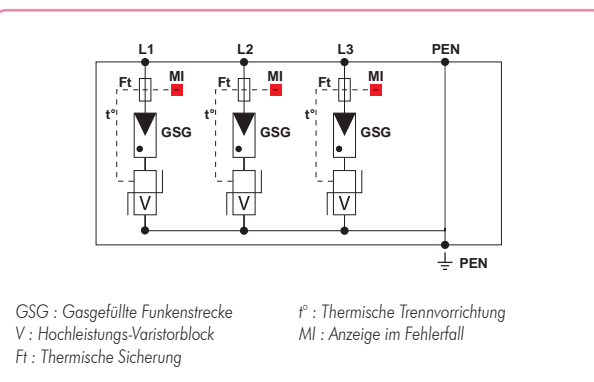 L1 L2 L3 PEN
Ft MI Ft MI Ft MI
t° t° t°
GSG GSG GSG
V V V
PEN
GSG : Gasgefüllte Funkenstrecke
V : Hochleistungs-Varistorblock
Ft : Thermische Sicherung
t° : Thermische Trennvorrichtung
MI : Anzeige im Fehlerfall